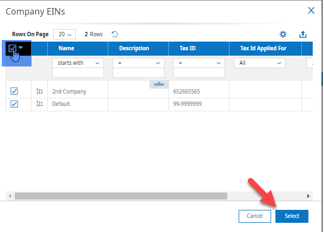 Company EINs
Rows On Page 20 2 Rows
Name Description Tax ID Tax Id Applied For
starts with = = All
2nd Company 652665565
Default 99-9999999
Cancel Select